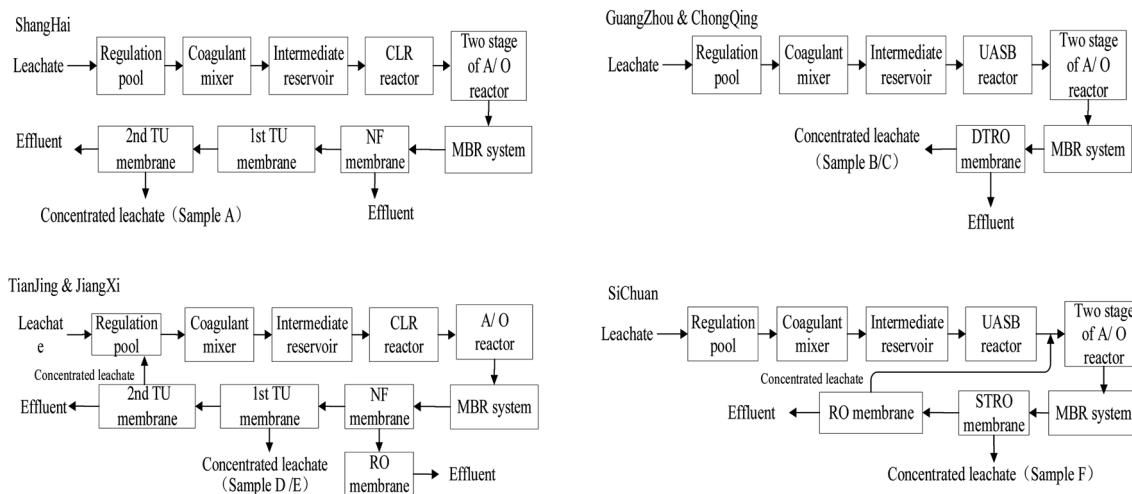 ShangHai
Leachate
Regulation
pool
Coagulant
mixer
Intermediate
reservoir
CLR
reactor
Two stage
of A/ O
reactor
Effluent
2nd TU
membrane
1st TU
membrane
NF
membrane
MBR system
Concentrated leachate（Sample A）
Effluent
GuangZhou & ChongQing
Leachate
Regulation
pool
Coagulant
mixer
Intermediate
reservoir
UASB
reactor
Two stage
of A/ O
reactor
Concentrated leachate
(Sample B/C)
DTRO
membrane
MBR system
Effluent
TianJing & JiangXi
Leachat
e
Regulation
pool
Coagulant
mixer
Intermediate
reservoir
CLR
reactor
A/ O
reactor
Concentrated leachate
Effluent
2nd TU
membrane
1st TU
membrane
NF
membrane
MBR system
Concentrated leachate
(Sample D /E)
RO
membrane
Effluent
SiChuan
Leachate
Regulation
pool
Coagulant
mixer
Intermediate
reservoir
UASB
reactor
Two stage
of A/ O
reactor
Concentrated leachate
Effluent
RO membrane
STRO
membrane
MBR system
Concentrated leachate（Sample F）